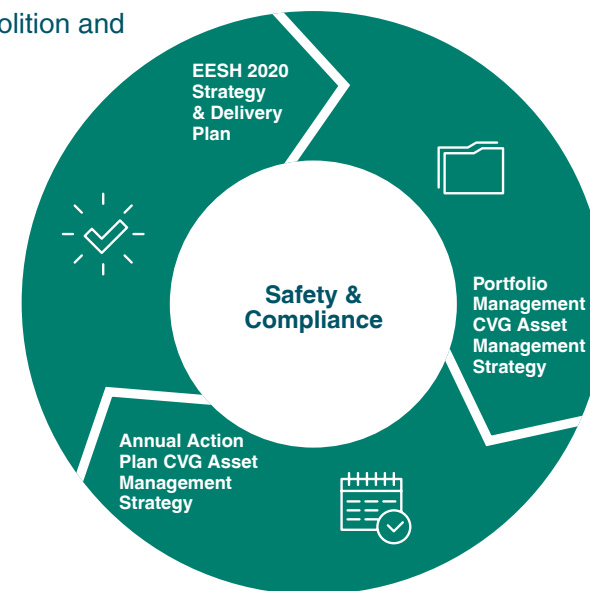 and
EESH 2020
Strategy
& Delivery
Plan
Safety &
Compliance
Portfolio
Management
CVG Asset
Management
Strategy
Annual Action
Plan CVG Asset
Management
Strategy